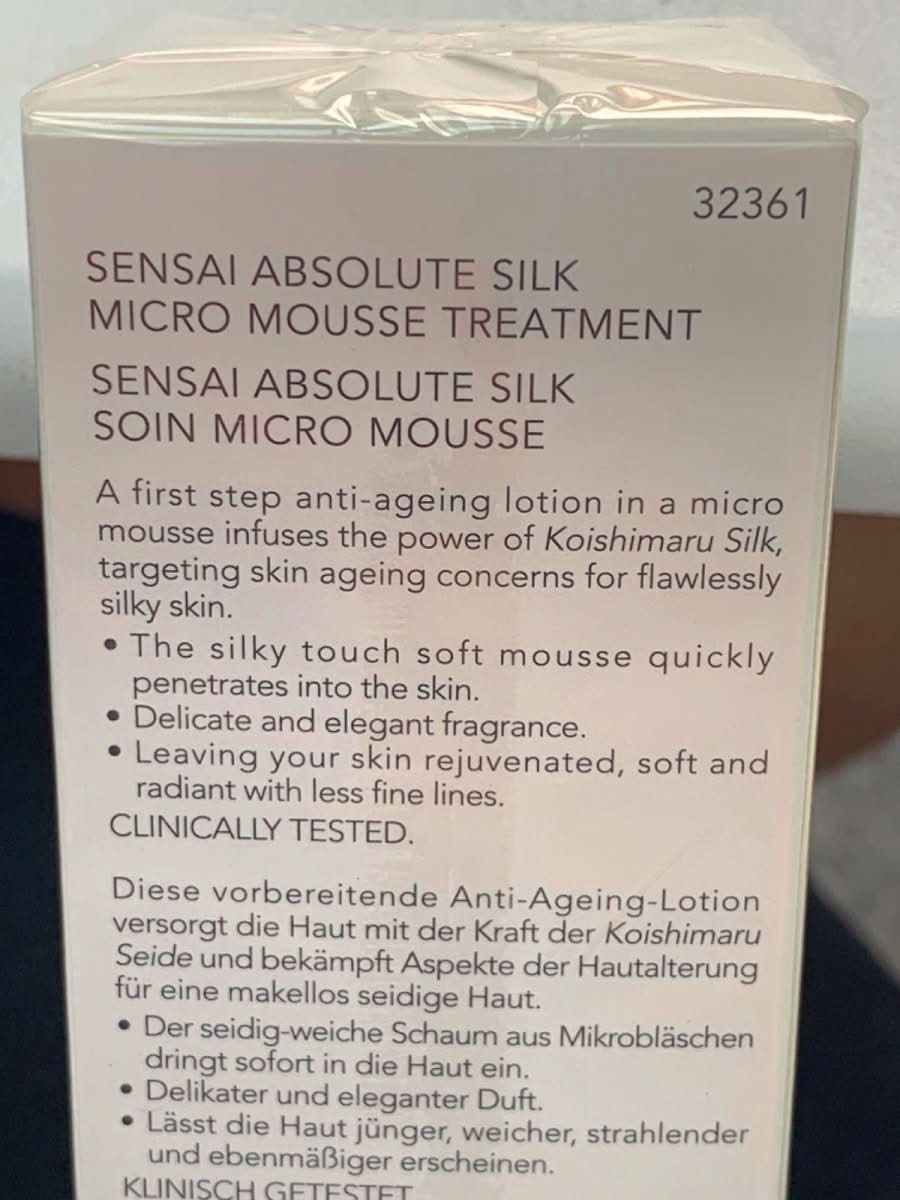 32361
SENSAI ABSOLUTE SILK
MICRO MOUSSE TREATMENT
SENSAI ABSOLUTE SILK
SOIN MICRO MOUSSE
A first step anti-ageing lotion in a micro
mousse infuses the power of Koishimaru Silk,
targeting skin ageing concerns for flawlessly
silky skin.
• The silky touch soft mousse quickly
penetrates into the skin.
• Delicate and elegant fragrance.
• Leaving your skin rejuvenated, soft and
radiant with less fine lines.
CLINICALLY TESTED.
Diese vorbereitende Anti-Ageing-Lotion
versorgt die Haut mit der Kraft der Koishimaru
Seide und bekämpft Aspekte der Hautalterung
für eine makellos seidige Haut.
• Der seidig-weiche Schaum aus Mikrobläschen
dringt sofort in die Haut ein.
• Delikater und eleganter Duft.
• Lässt die Haut jünger, weicher, strahlender
und ebenmäßiger erscheinen.
KLINISCH GETESTET